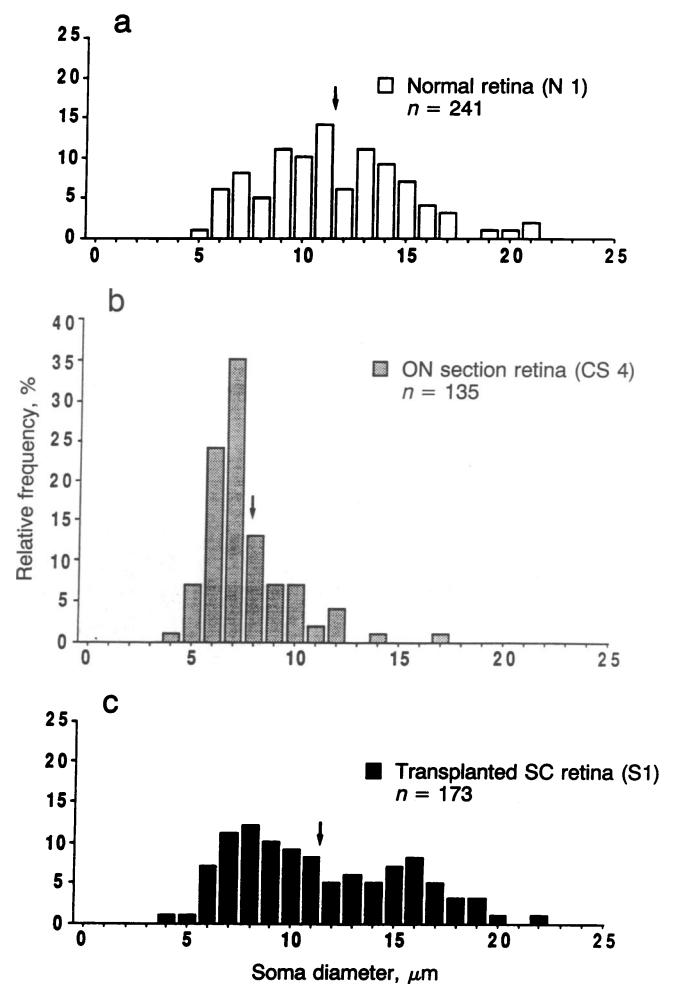 a
25
20
15
10
5
0
0 5 10 15 20 25
Normal retina (N 1)
n = 241
b
40
35
30
25
20
15
10
5
0
0 5 10 15 20 25
ON section retina (CS 4)
n = 135
Relative frequency, %
c
25
20
15
10
5
0
0 5 10 15 20 25
Transplanted SC retina (S1)
n = 173
Soma diameter, μm